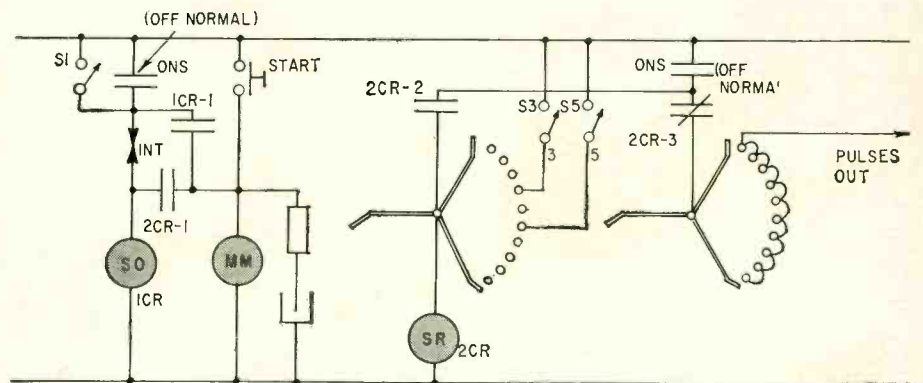 (OFF NORMAL)
S1
ONS
START
1CR-1
INT
2CR-1
SO
1CR
MM
2CR-2
S3
S5
3
5
ONS
(OFF
NORMA'
2CR-3
PULSES
OUT
SR
2CR